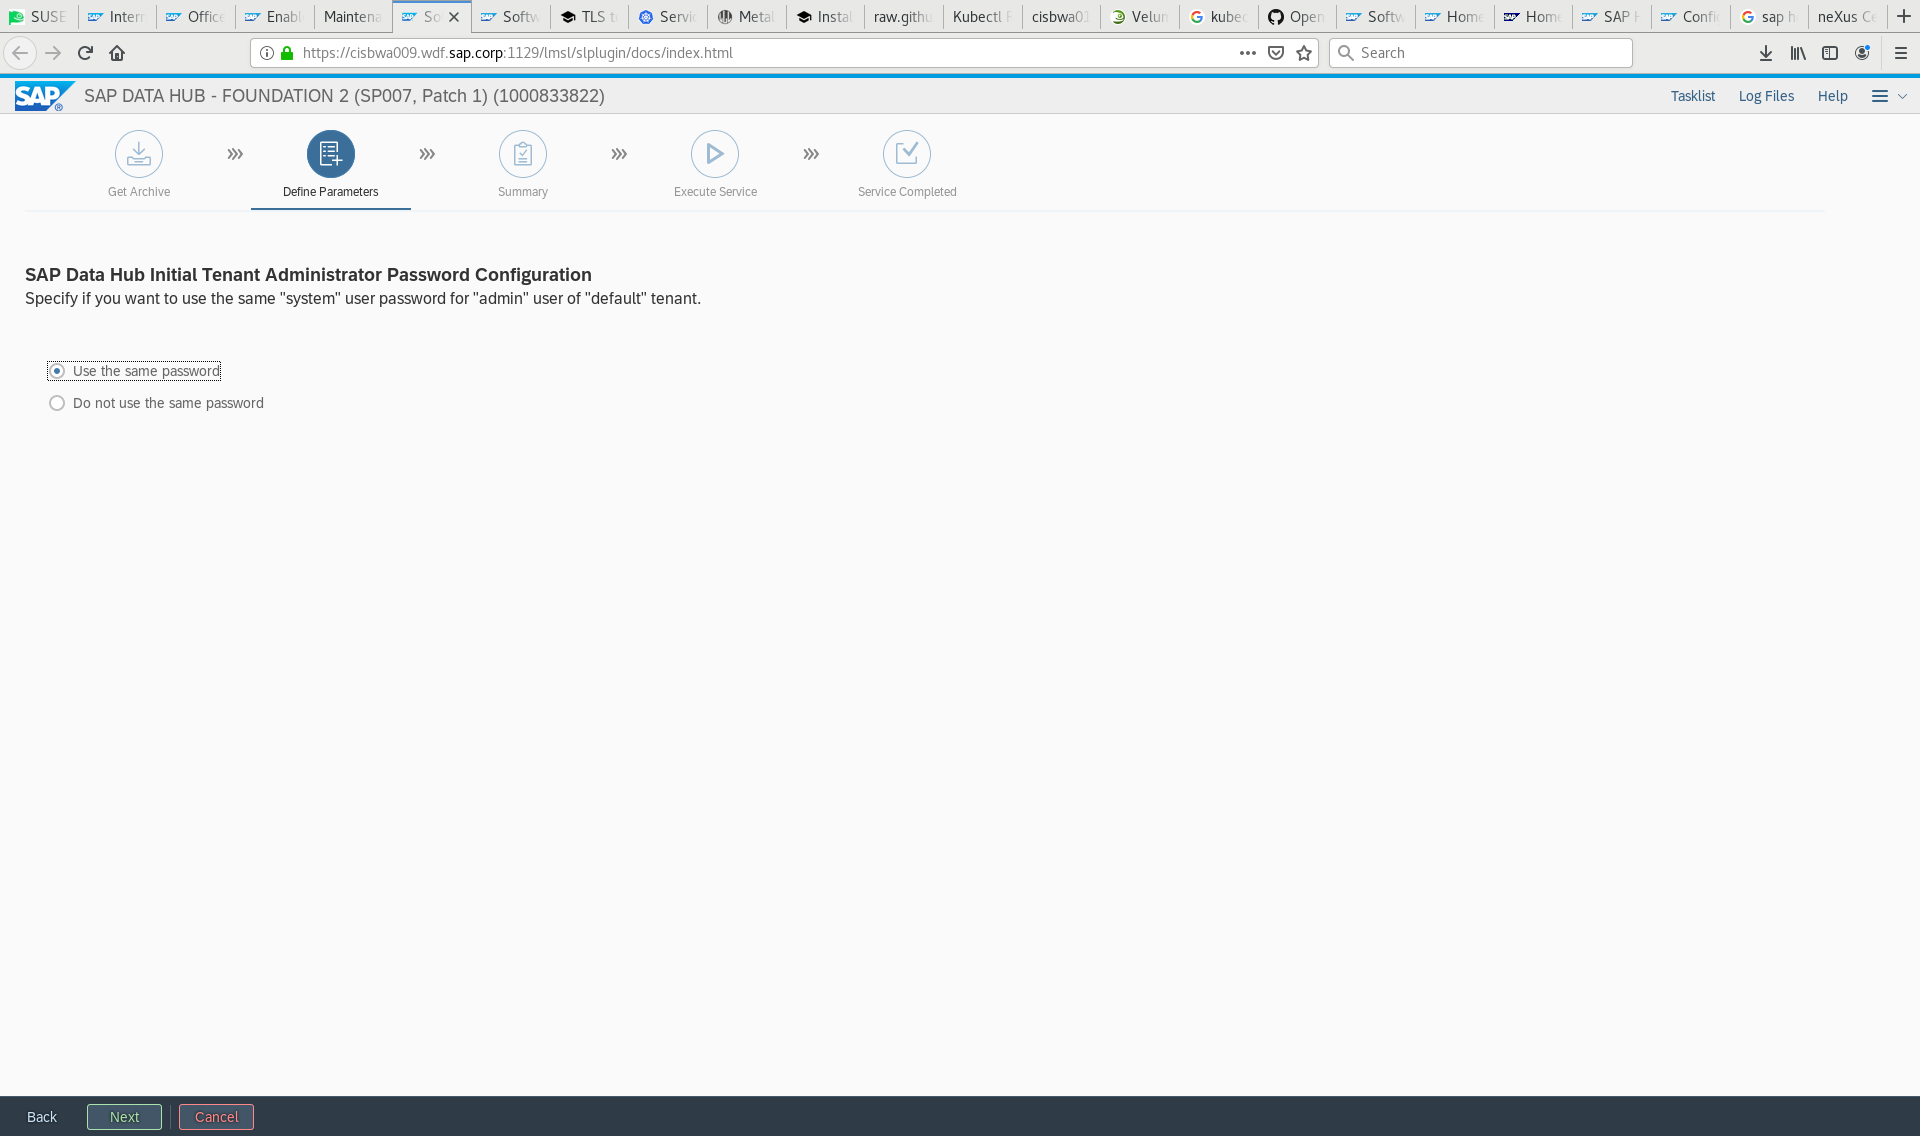 SUSE
Intern
Office
Enabl
Maintena
So
Softw
TLS t
Servic
Metal
Instal
raw.githu
Kubectl
cisbwa01
Velun
kubec
Open
Softw
Home
Home
SAP
Confi
sap h
neXus Ce
https://cisbwa009.wdf.sap.corp:1129/lmsl/slplugin/docs/index.html
Search
SAP
SAP DATA HUB - FOUNDATION 2 (SP007, Patch 1) (1000833822)
Tasklist
Log Files
Help
Get Archive
Define Parameters
Summary
Execute Service
Service Completed
SAP Data Hub Initial Tenant Administrator Password Configuration
Specify if you want to use the same "system" user password for "admin" user of "default" tenant.
Use the same password
Do not use the same password
Back
Next
Cancel